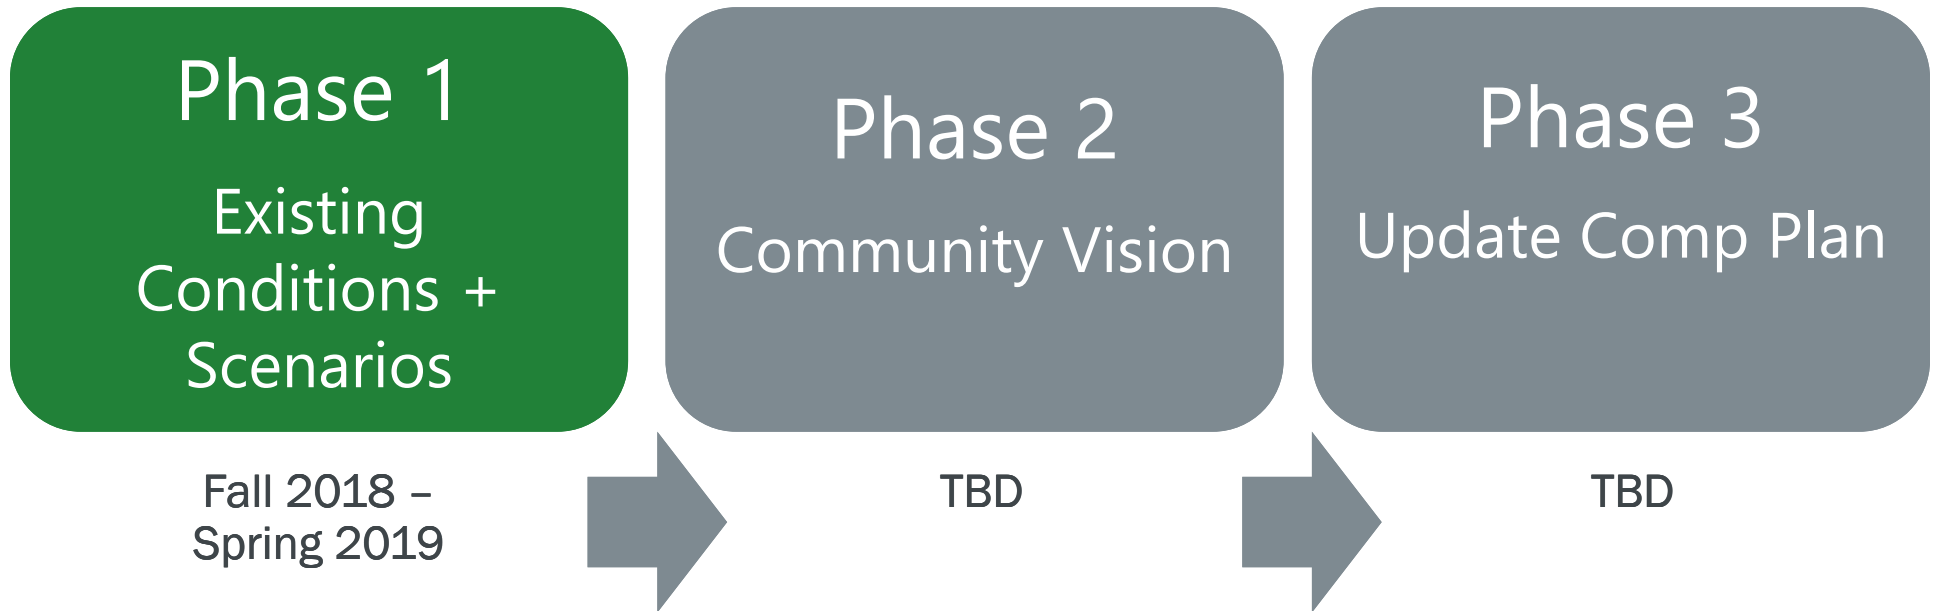 Phase 1
Existing
Conditions +
Scenarios
Fall 2018 –
Spring 2019
Phase 2
Community Vision
TBD
Phase 3
Update Comp Plan
TBD